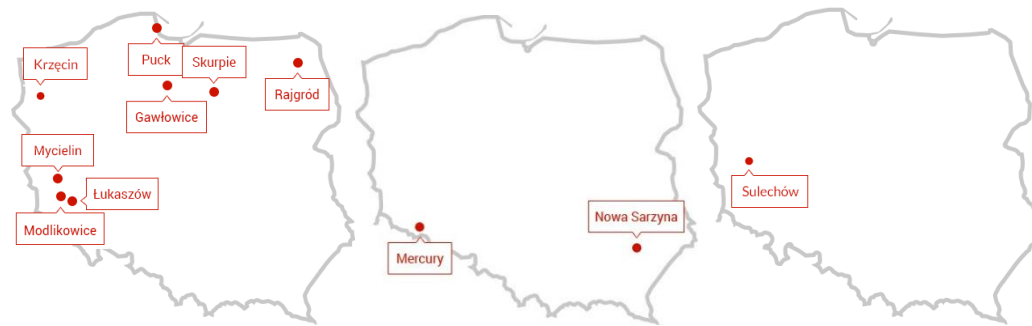 Krzęcin
Puck
Skurpie
Rajgród
Gawłowice
Mycielin
Łukaszów
Modlikowice
Nowa Sarzyna
Mercury
Sulechów